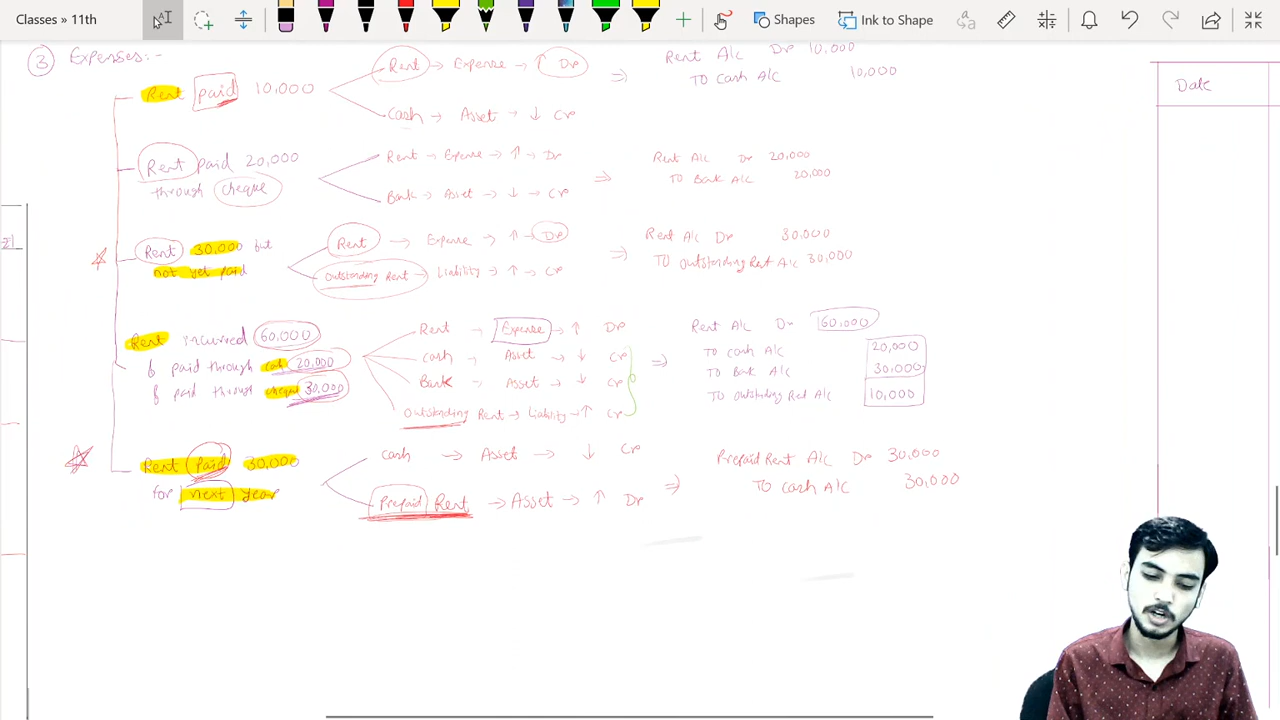 Classes » 11th
Shapes
Ink to Shape
③ Expenses:-
Rent paid 10,000
Rent → Expense → ↑ Dr
Cash → Asset → ↓ Cr
⇒ Rent A/c Dr 10,000
To Cash A/c 10,000
Rent Paid 20,000
through cheque
Rent → Expense → ↑ → Dr
Bank → Asset → ↓ → Cr
⇒ Rent A/c Dr 20,000
To Bank A/c 20,000
Rent 30,000 but
not yet paid
Rent → Expense → ↑ → Dr
Outstanding Rent → Liability → ↑ → Cr
⇒ Rent A/c Dr 30,000
To Outstanding Rent A/c 30,000
Rent incurred 60,000
& paid through cash 20,000
& paid through cheque 30,000
Rent → Expense → ↑ Dr
Cash → Asset → ↓ Cr
Bank → Asset → ↓ Cr
Outstanding Rent → Liability → ↑ Cr
⇒ Rent A/c Dr 60,000
To Cash A/c 20,000
To Bank A/c 30,000
To Outstanding Rent A/c 10,000
Rent Paid 30,000
for next year
Cash → Asset → ↓ Cr
Prepaid Rent → Asset → ↑ Dr
⇒ Prepaid Rent A/c Dr 30,000
To Cash A/c 30,000
Date